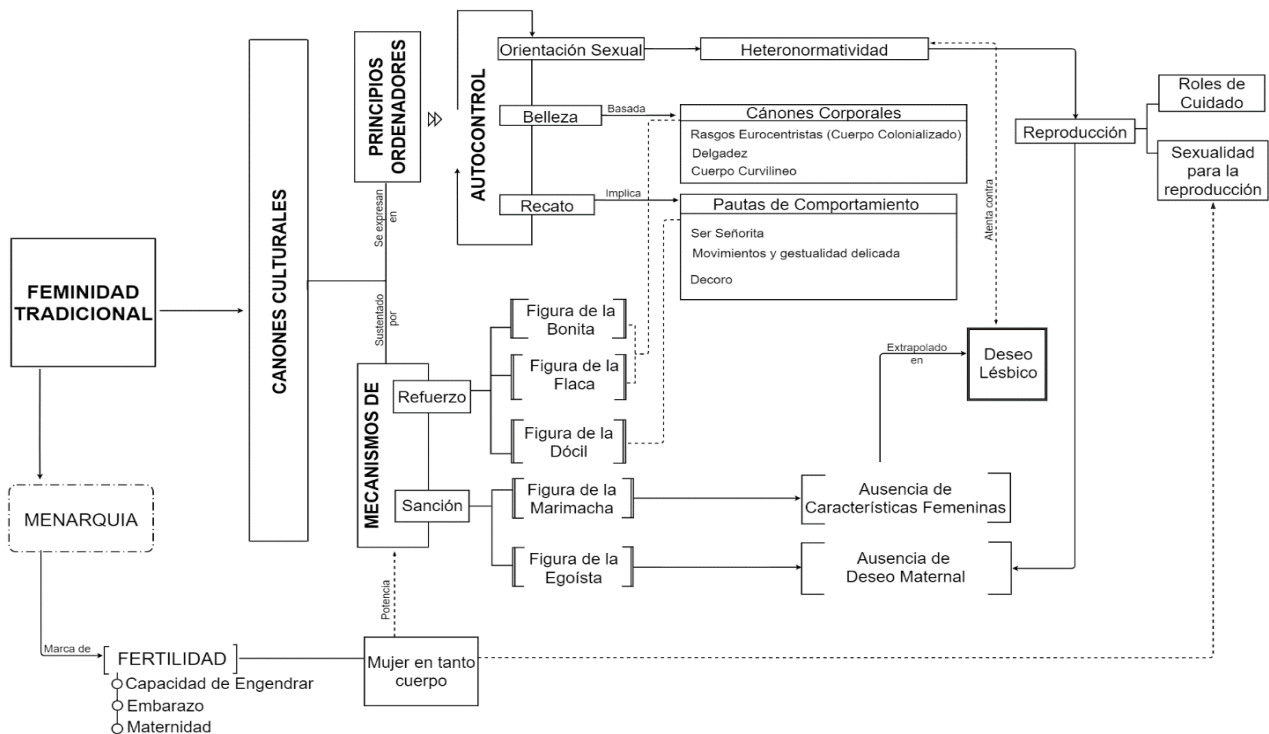 FEMINIDAD
TRADICIONAL
MENARQUIA
Marca de
FERTILIDAD
Capacidad de Engendrar
Embarazo
Maternidad
CANONES CULTURALES
PRINCIPIOS
ORDENADORES
Se expresan
en
Sustentado
por
MECANISMOS DE
Potencia
Mujer en tanto
cuerpo
AUTOCONTROL
Orientación Sexual
Belleza
Recato
Basada
Implica
Heteronormatividad
Cánones Corporales
Rasgos Eurocentristas (Cuerpo Colonializado)
Delgadez
Cuerpo Curvilineo
Pautas de Comportamiento
Ser Señorita
Movimientos y gestualidad delicada
Decoro
Refuerzo
Figura de la
Bonita
Figura de la
Flaca
Figura de la
Dócil
Sanción
Figura de la
Marimacha
Figura de la
Egoísta
Ausencia de
Características Femeninas
Ausencia de
Deseo Maternal
Extrapolado
en
Deseo
Lésbico
Atenta contra
Reproducción
Roles de
Cuidado
Sexualidad
para la
reproducción